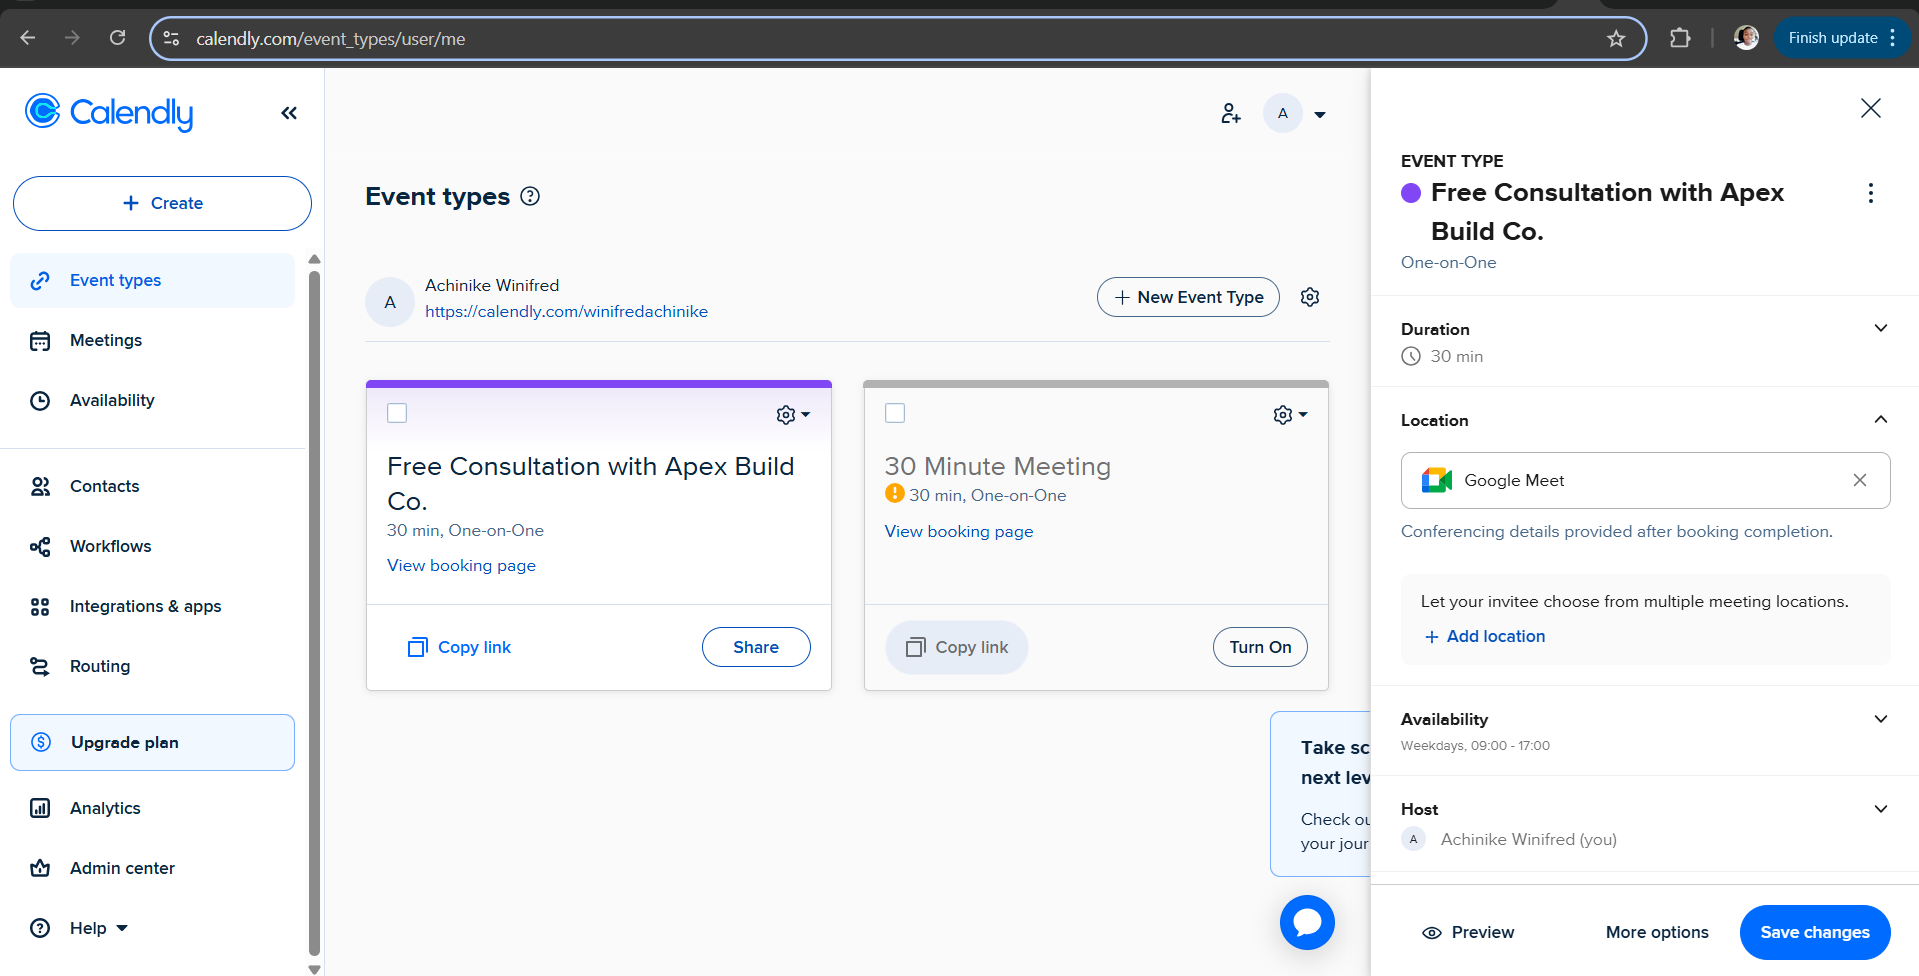 calendly.com/event_types/user/me
Finish update
Calendly
Create
Event types
Meetings
Availability
Contacts
Workflows
Integrations & apps
Routing
Upgrade plan
Analytics
Admin center
Help
A
Event types
A
Achinike Winifred
https://calendly.com/winifredachinike
New Event Type
Free Consultation with Apex Build
Co.
30 min, One-on-One
View booking page
Copy link
Share
30 Minute Meeting
30 min, One-on-One
View booking page
Copy link
Turn On
Take sc
next lev
Check ou
your jour
EVENT TYPE
Free Consultation with Apex
Build Co.
One-on-One
Duration
30 min
Location
Google Meet
Conferencing details provided after booking completion.
Let your invitee choose from multiple meeting locations.
+ Add location
Availability
Weekdays, 09:00 - 17:00
Host
A Achinike Winifred (you)
Preview
More options
Save changes